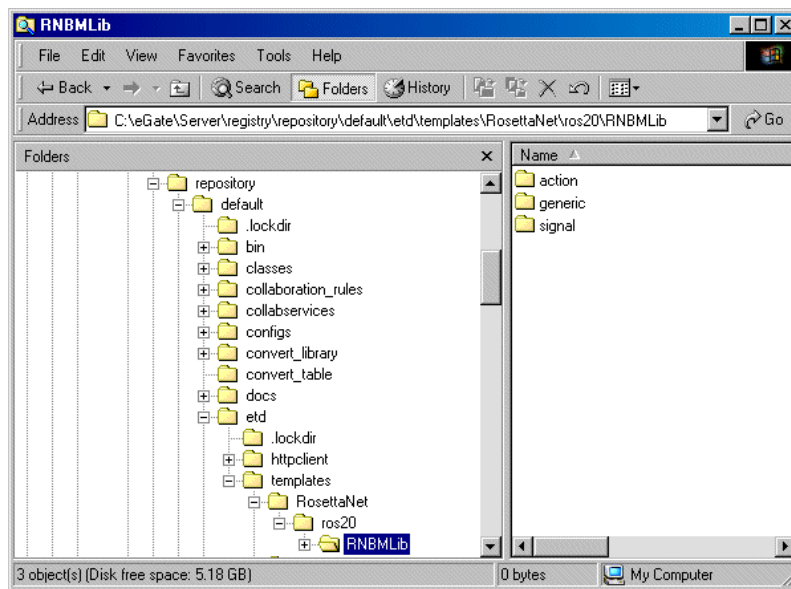 RNBMLib
File Edit View Favorites Tools Help
Back Search Folders History
Address C:\eGate\Server\registry\repository\default\etd\templates\RosettaNet\ros20\RNBMLib Go
Folders
Name
repository
default
.lockdir
bin
classes
collaboration_rules
collabservices
configs
convert_library
convert_table
docs
etd
.lockdir
httpclient
templates
RosettaNet
ros20
RNBMLib
action
generic
signal
3 object(s) (Disk free space: 5.18 GB) 0 bytes My Computer